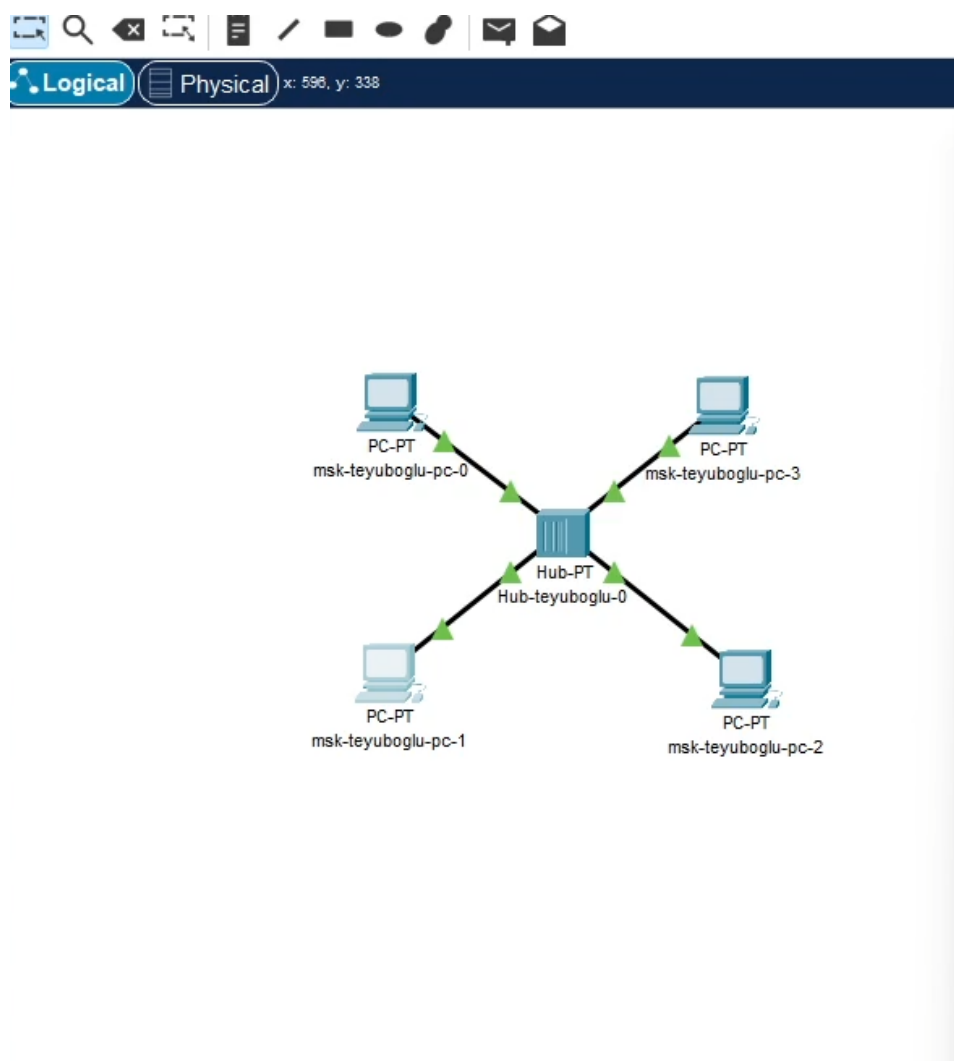 Logical Physical x: 596, y: 338
PC-PT
msk-teyuboglu-pc-0
PC-PT
msk-teyuboglu-pc-3
Hub-PT
Hub-teyuboglu-0
PC-PT
msk-teyuboglu-pc-1
PC-PT
msk-teyuboglu-pc-2